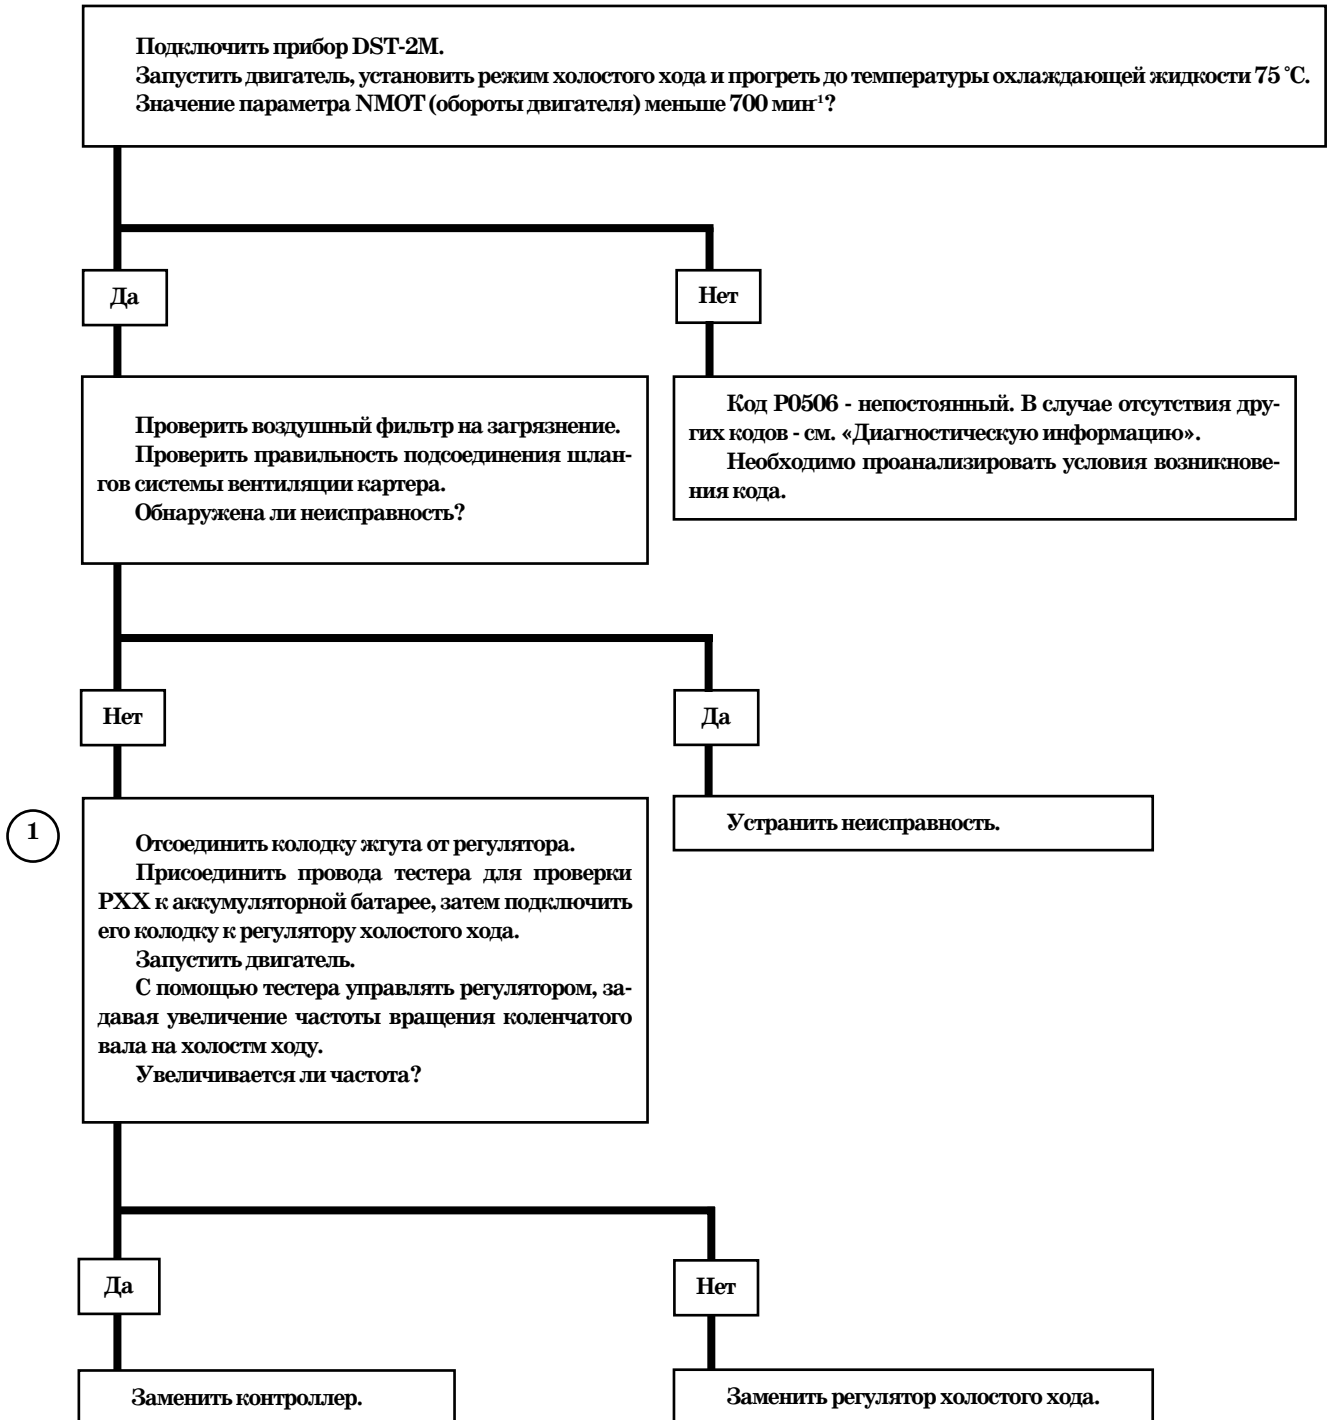 Подключить прибор DST-2M.
Запустить двигатель, установить режим холостого хода и прогреть до температуры охлаждающей жидкости 75 °С.
Значение параметра NMOT (обороты двигателя) меньше 700 мин⁻¹?
Да
Нет
Проверить воздушный фильтр на загрязнение.
Проверить правильность подсоединения шлан-
гов системы вентиляции картера.
Обнаружена ли неисправность?
Код Р0506 - непостоянный. В случае отсутствия дру-
гих кодов - см. «Диагностическую информацию».
Необходимо проанализировать условия возникнове-
ния кода.
Нет
Да
1
Отсоединить колодку жгута от регулятора.
Присоединить провода тестера для проверки
РХХ к аккумуляторной батарее, затем подключить
его колодку к регулятору холостого хода.
Запустить двигатель.
С помощью тестера управлять регулятором, за-
давая увеличение частоты вращения коленчатого
вала на холостм ходу.
Увеличивается ли частота?
Устранить неисправность.
Да
Нет
Заменить контроллер.
Заменить регулятор холостого хода.